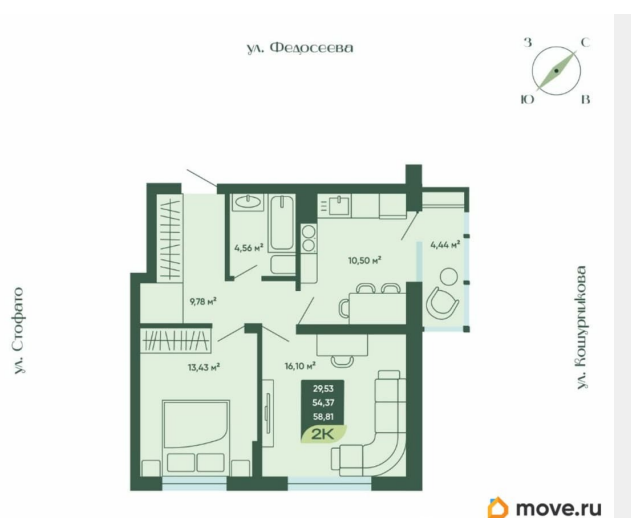 ул. Федосеева
З
С
Ю
В
4,56 м²
4,44 м²
10,50 м²
9,78 м²
ул. Стофато
ул. Кошурникова
13,43 м²
16,10 м²
29,53
54,37
58,81
2К
move.ru